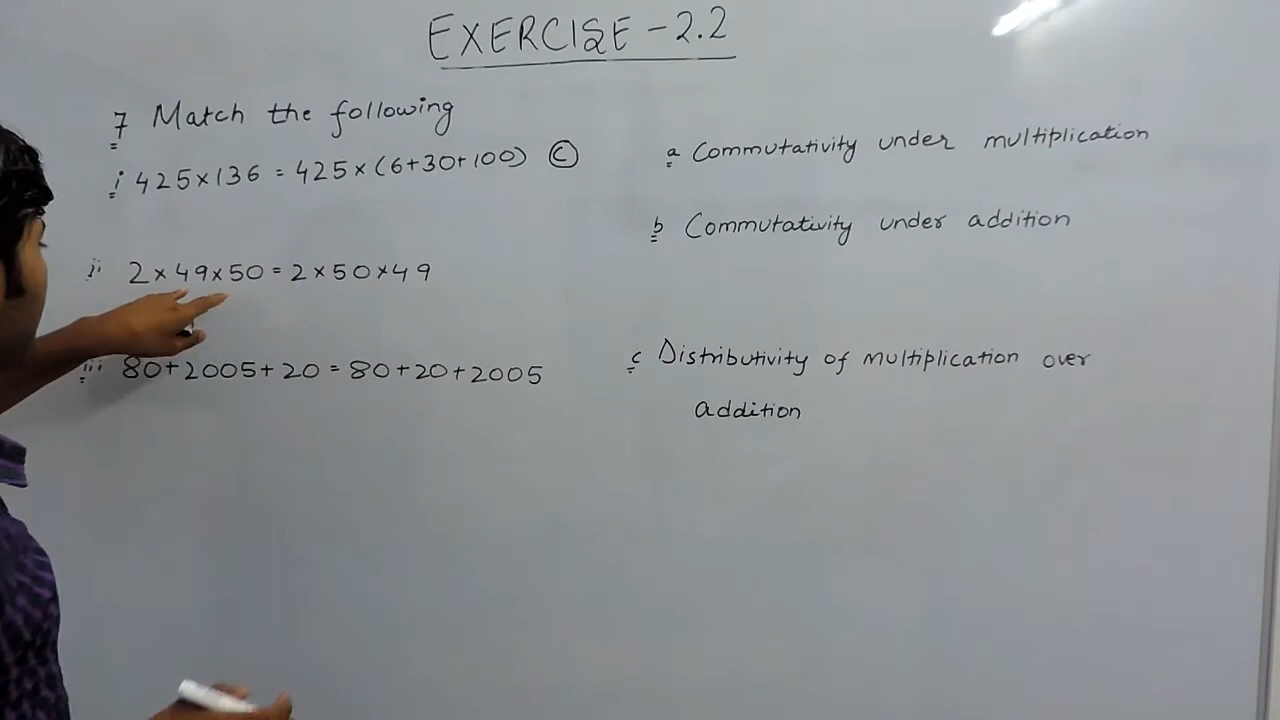 EXERCISE - 2.2
7 Match the following
i 425×136 = 425×(6+30+100) Ⓒ
a Commutativity under multiplication
b Commutativity under addition
ii 2×49×50 = 2×50×49
iii 80+2005+20 = 80+20+2005
c Distributivity of multiplication over
addition